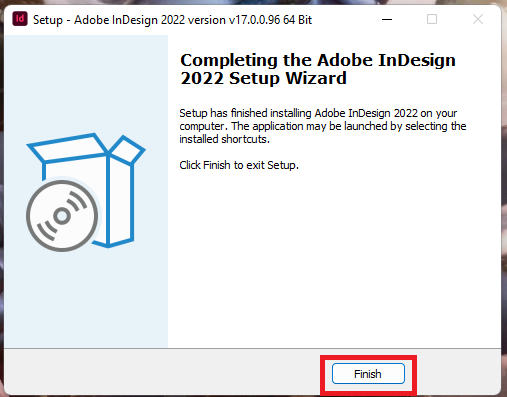 Id Setup - Adobe InDesign 2022 version v17.0.0.96 64 Bit
Completing the Adobe InDesign
2022 Setup Wizard
Setup has finished installing Adobe InDesign 2022 on your
computer. The application may be launched by selecting the
installed shortcuts.
Click Finish to exit Setup.
Finish